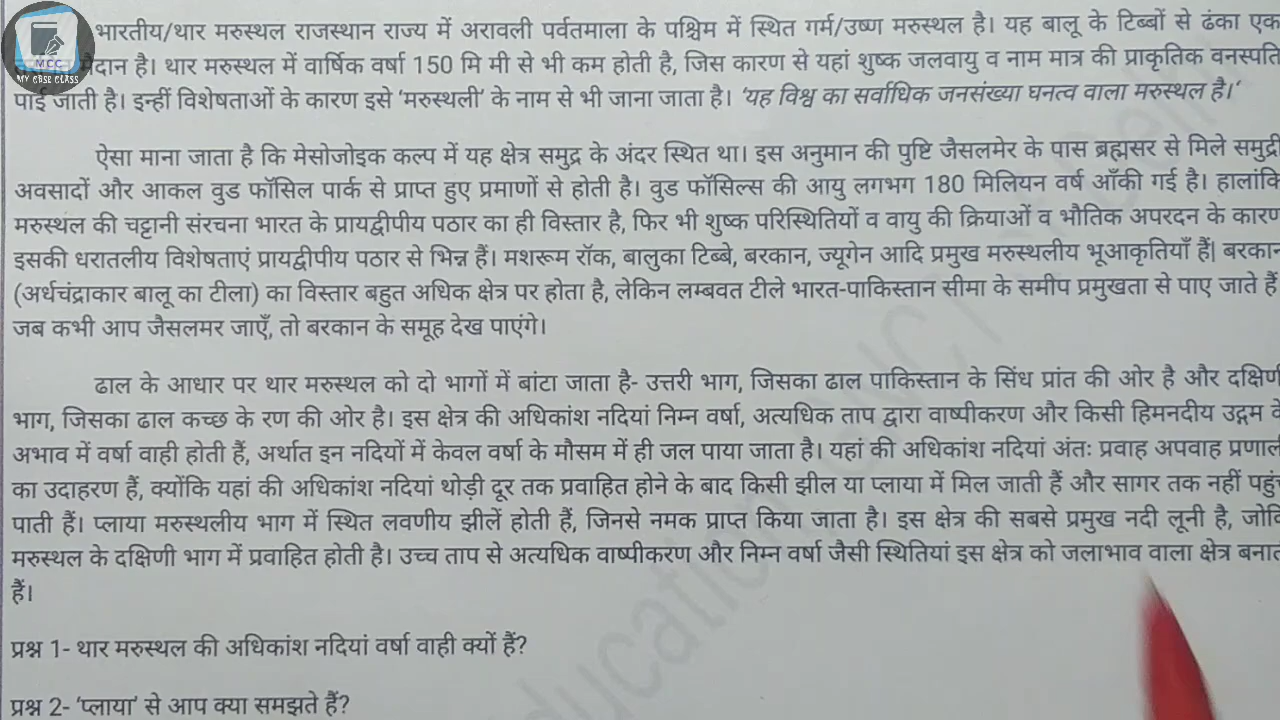 MCC
MY CBSE CLASS
भारतीय/थार मरुस्थल राजस्थान राज्य में अरावली पर्वतमाला के पश्चिम में स्थित गर्म/उष्ण मरुस्थल है। यह बालू के टिब्बों से ढंका एक
है। थार मरुस्थल में वार्षिक वर्षा 150 मि मी से भी कम होती है, जिस कारण से यहां शुष्क जलवायु व नाम मात्र की प्राकृतिक वनस्पति
पाई जाती है। इन्हीं विशेषताओं के कारण इसे ‘मरुस्थली’ के नाम से भी जाना जाता है। ‘यह विश्व का सर्वाधिक जनसंख्या घनत्व वाला मरुस्थल है।‘
ऐसा माना जाता है कि मेसोजोइक कल्प में यह क्षेत्र समुद्र के अंदर स्थित था। इस अनुमान की पुष्टि जैसलमेर के पास ब्रह्मसर से मिले समुद्री
अवसादों और आकल वुड फॉसिल पार्क से प्राप्त हुए प्रमाणों से होती है। वुड फॉसिल्स की आयु लगभग 180 मिलियन वर्ष आँकी गई है। हालांकि
मरुस्थल की चट्टानी संरचना भारत के प्रायद्वीपीय पठार का ही विस्तार है, फिर भी शुष्क परिस्थितियों व वायु की क्रियाओं व भौतिक अपरदन के कारण
इसकी धरातलीय विशेषताएं प्रायद्वीपीय पठार से भिन्न हैं। मशरूम रॉक, बालुका टिब्बे, बरकान, ज्यूगेन आदि प्रमुख मरुस्थलीय भूआकृतियाँ हैं| बरकान
(अर्धचंद्राकार बालू का टीला) का विस्तार बहुत अधिक क्षेत्र पर होता है, लेकिन लम्बवत टीले भारत-पाकिस्तान सीमा के समीप प्रमुखता से पाए जाते हैं
जब कभी आप जैसलमर जाएँ, तो बरकान के समूह देख पाएंगे।
ढाल के आधार पर थार मरुस्थल को दो भागों में बांटा जाता है- उत्तरी भाग, जिसका ढाल पाकिस्तान के सिंध प्रांत की ओर है और दक्षिणी
भाग, जिसका ढाल कच्छ के रण की ओर है। इस क्षेत्र की अधिकांश नदियां निम्न वर्षा, अत्यधिक ताप द्वारा वाष्पीकरण और किसी हिमनदीय उद्गम के
अभाव में वर्षा वाही होती हैं, अर्थात इन नदियों में केवल वर्षा के मौसम में ही जल पाया जाता है। यहां की अधिकांश नदियां अंतः प्रवाह अपवाह
का उदाहरण हैं, क्योंकि यहां की अधिकांश नदियां थोड़ी दूर तक प्रवाहित होने के बाद किसी झील या प्लाया में मिल जाती हैं और सागर तक नहीं
पाती हैं। प्लाया मरुस्थलीय भाग में स्थित लवणीय झीलें होती हैं, जिनसे नमक प्राप्त किया जाता है। इस क्षेत्र की सबसे प्रमुख नदी लूनी है,
मरुस्थल के दक्षिणी भाग में प्रवाहित होती है। उच्च ताप से अत्यधिक वाष्पीकरण और निम्न वर्षा जैसी स्थितियां इस क्षेत्र को जलाभाव वाला क्षेत्र
हैं।
प्रश्न 1- थार मरुस्थल की अधिकांश नदियां वर्षा वाही क्यों हैं?
प्रश्न 2- ‘प्लाया’ से आप क्या समझते हैं?